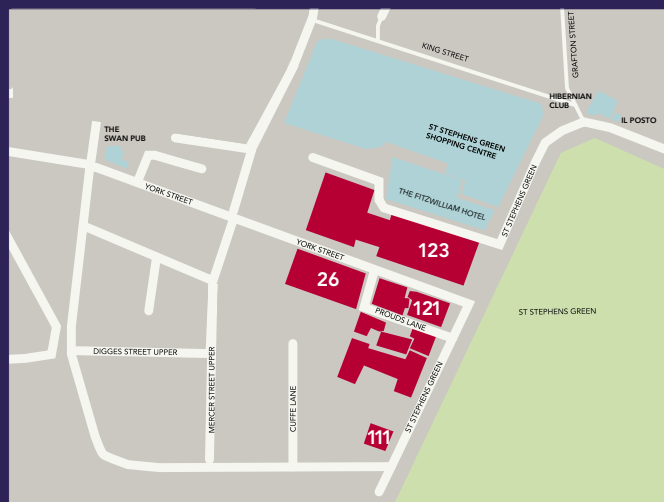 GRAFTON STREET
KING STREET
HIBERNIAN
CLUB
IL POSTO
THE
SWAN PUB
ST STEPHENS GREEN
SHOPPING CENTRE
ST STEPHENS GREEN
THE FITZWILLIAM HOTEL
YORK STREET
YORK STREET
123
26
121
PROUDS LANE
ST STEPHENS GREEN
DIGGES STREET UPPER
MERCER STREET UPPER
CUFFE LANE
ST STEPHENS GREEN
111